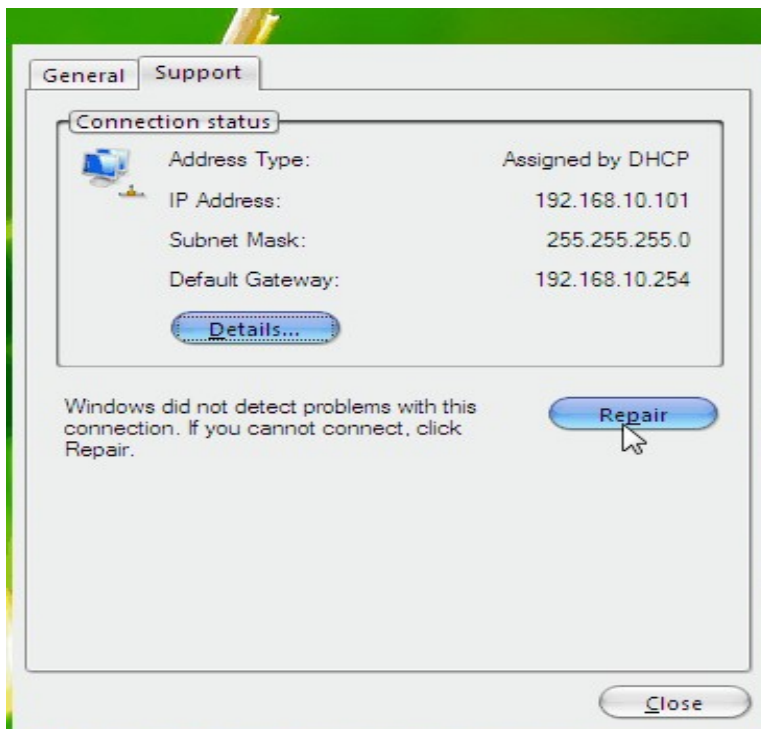 General Support
Connection status
Address Type: Assigned by DHCP
IP Address: 192.168.10.101
Subnet Mask: 255.255.255.0
Default Gateway: 192.168.10.254
Details...
Windows did not detect problems with this
connection. If you cannot connect, click
Repair.
Repair
Close